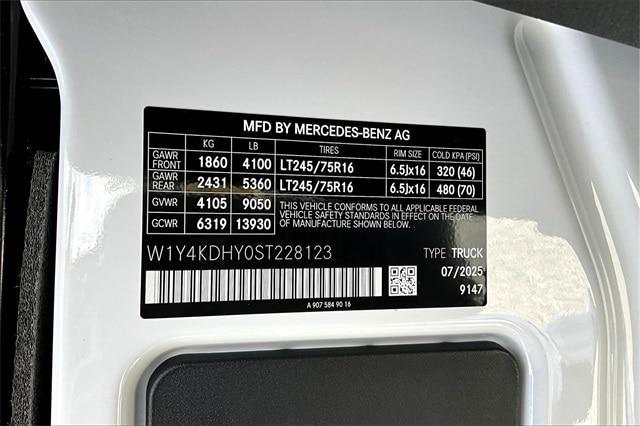 MFD BY MERCEDES-BENZ AG
KG LB TIRES RIM SIZE COLD KPA (PSI)
GAWR FRONT 1860 4100 LT245/75R16 6.5Jx16 320 (46)
GAWR REAR 2431 5360 LT245/75R16 6.5Jx16 480 (70)
GVWR 4105 9050
GCWR 6319 13930
THIS VEHICLE CONFORMS TO ALL APPLICABLE FEDERAL
VEHICLE SAFETY STANDARDS IN EFFECT ON THE DATE
OF MANUFACTURE SHOWN BELOW.
W1Y4KDHY0ST228123 TYPE TRUCK
07/2025
9147
A 907 584 90 16